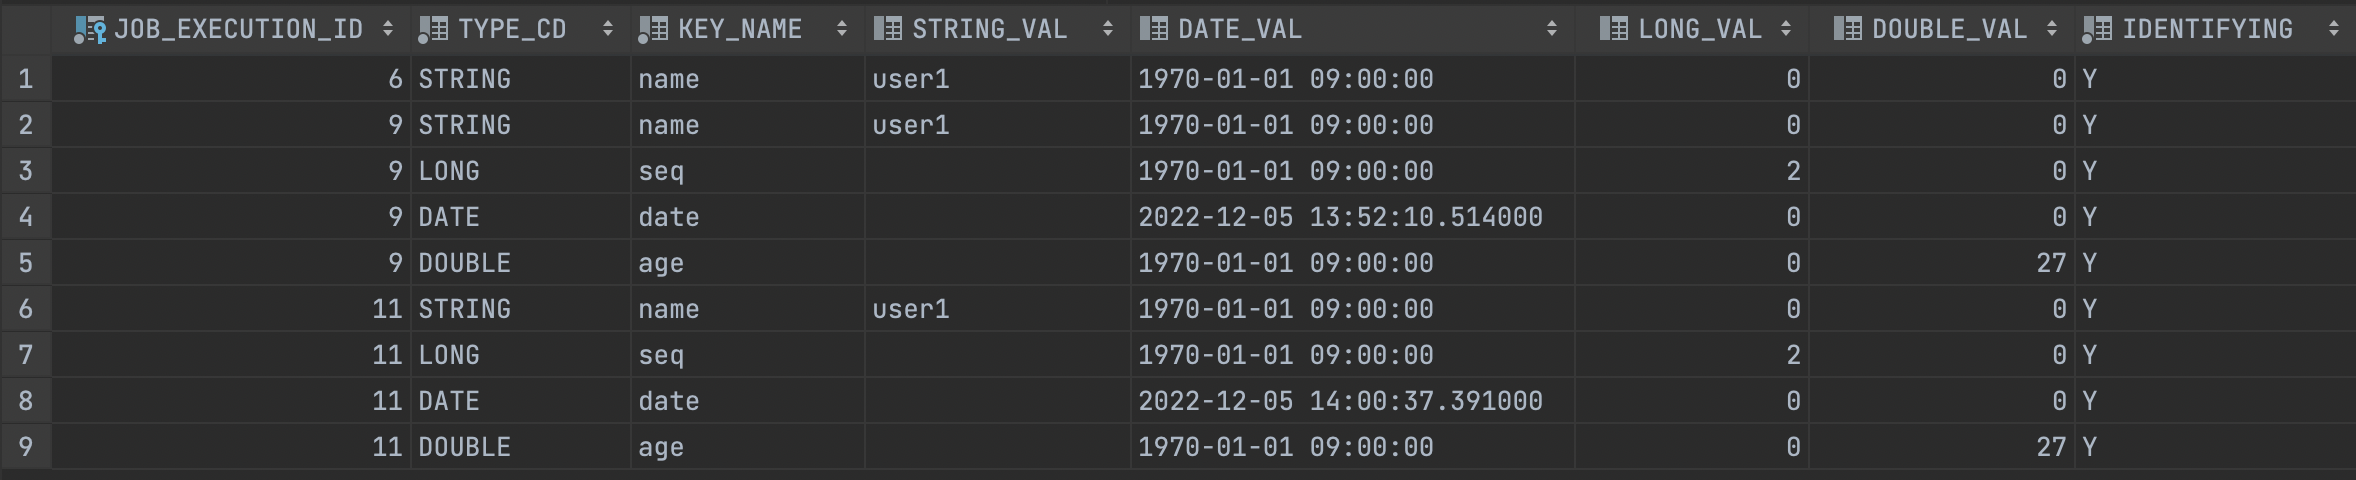 JOB_EXECUTION_ID TYPE_CD KEY_NAME STRING_VAL DATE_VAL LONG_VAL DOUBLE_VAL IDENTIFYING
1 6 STRING name user1 1970-01-01 09:00:00 0 0 Y
2 9 STRING name user1 1970-01-01 09:00:00 0 0 Y
3 9 LONG seq 1970-01-01 09:00:00 2 0 Y
4 9 DATE date 2022-12-05 13:52:10.514000 0 0 Y
5 9 DOUBLE age 1970-01-01 09:00:00 0 27 Y
6 11 STRING name user1 1970-01-01 09:00:00 0 0 Y
7 11 LONG seq 1970-01-01 09:00:00 2 0 Y
8 11 DATE date 2022-12-05 14:00:37.391000 0 0 Y
9 11 DOUBLE age 1970-01-01 09:00:00 0 27 Y